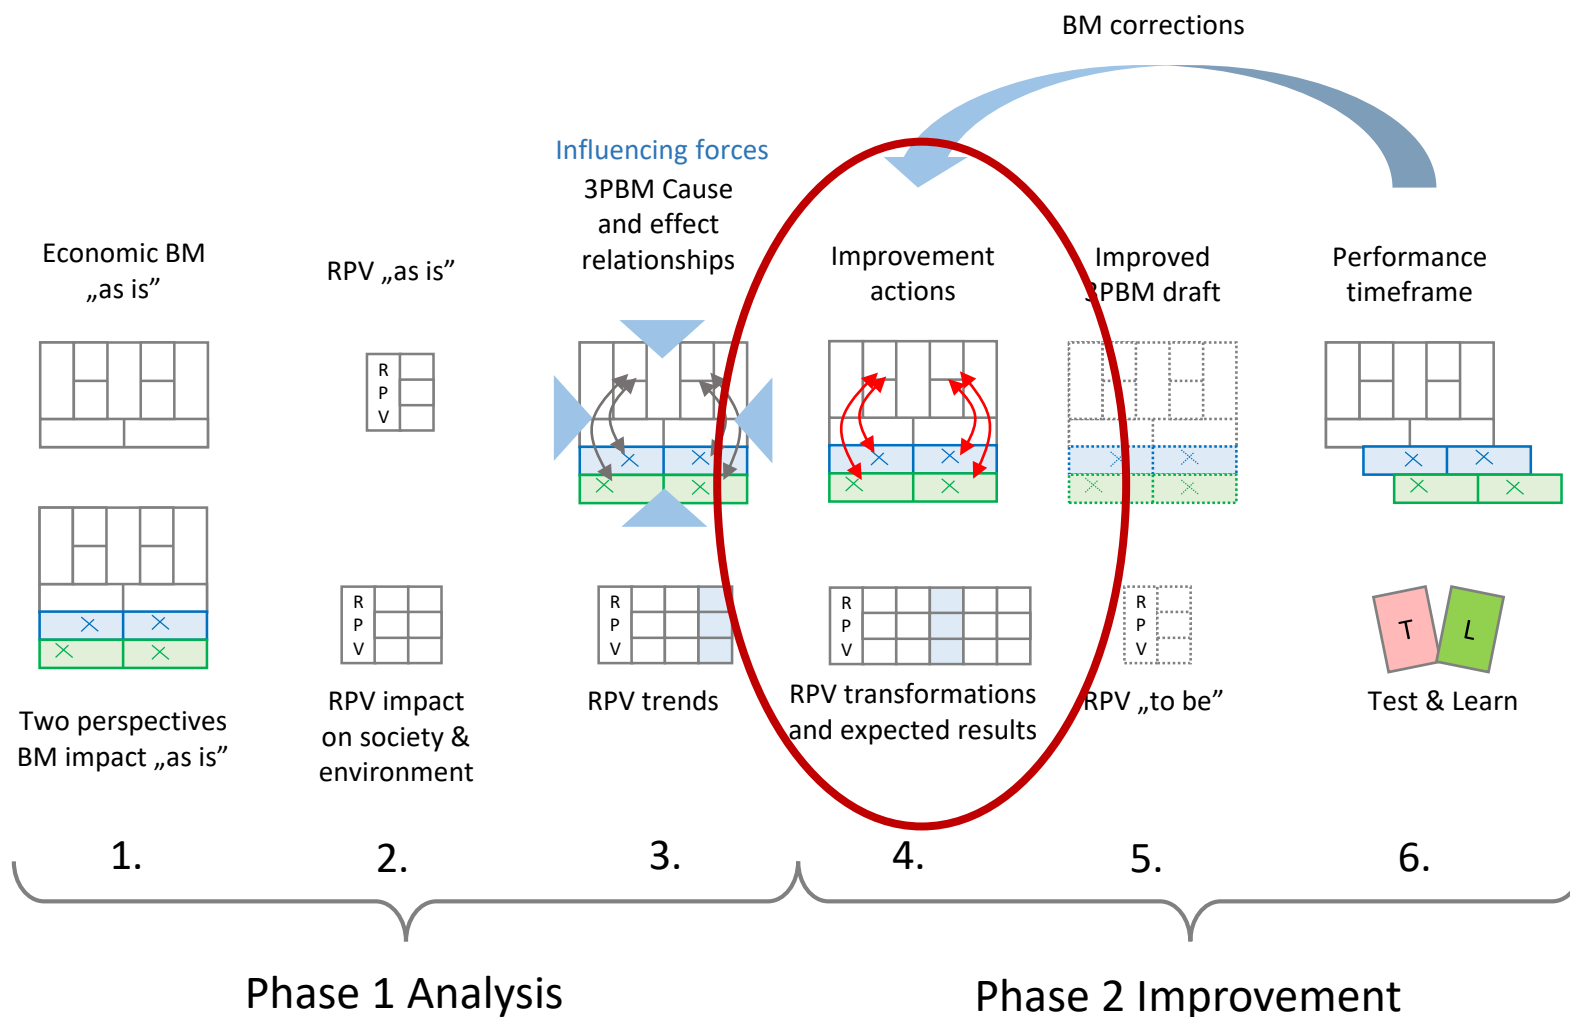 BM corrections
Influencing forces
3PBM Cause
and effect
relationships
Economic BM
„as is”
RPV „as is”
Improvement
actions
Improved
3PBM draft
Performance
timeframe
R
P
V
R
P
V
R
P
V
R
P
V
R
P
V
T
L
Two perspectives
BM impact „as is”
RPV impact
on society &
environment
RPV trends
RPV transformations
and expected results
RPV „to be”
Test & Learn
1.
2.
3.
4.
5.
6.
Phase 1 Analysis
Phase 2 Improvement